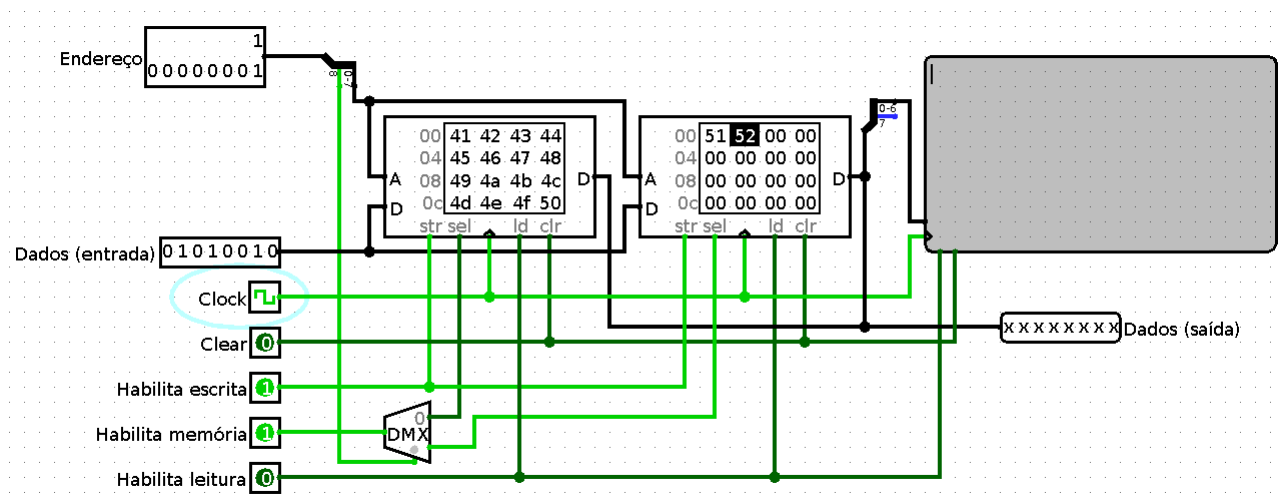 Endereço
1
00000001
8
0-7
A
D
00 41 42 43 44
04 45 46 47 48
08 49 4a 4b 4c
0c 4d 4e 4f 50
D
str sel ld clr
A
D
00 51 52 00 00
04 00 00 00 00
08 00 00 00 00
0c 00 00 00 00
D
str sel ld clr
0-6
7
Dados (entrada) 01010010
Clock
xxxxxxxx Dados (saída)
Clear 0
Habilita escrita 1
0
Habilita memória 1
DMX
Habilita leitura 0